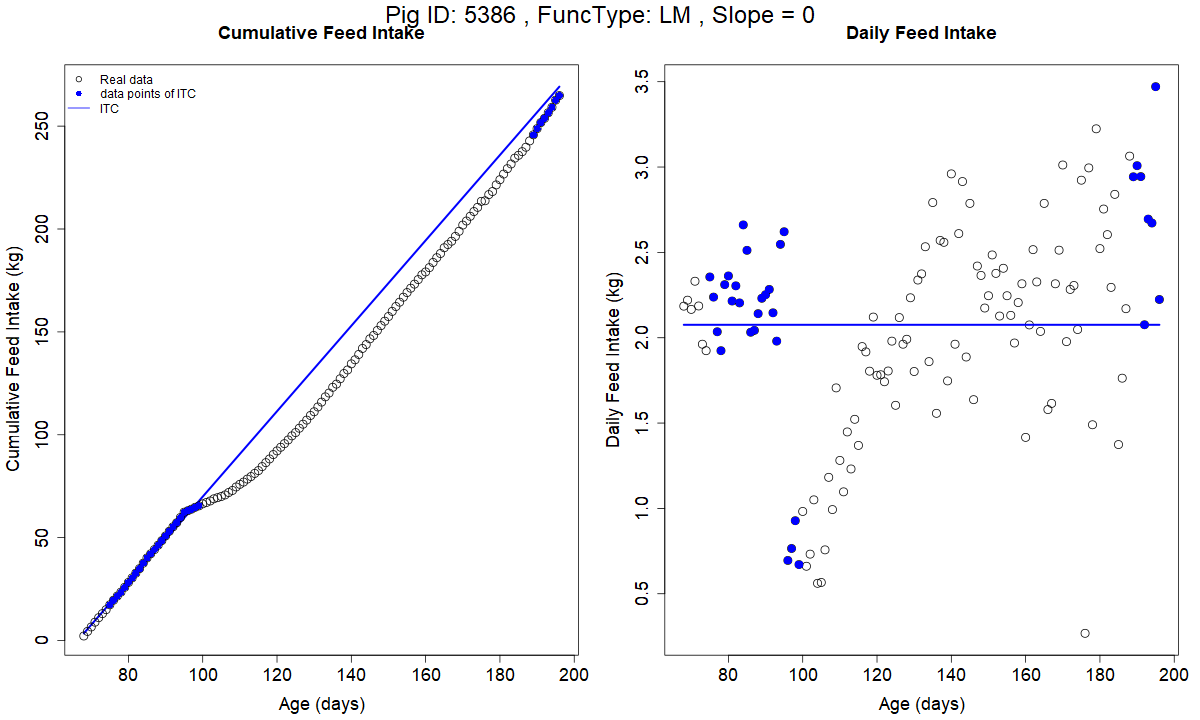 Pig ID: 5386 , FuncType: LM , Slope = 0
Cumulative Feed Intake
Daily Feed Intake
Real data
data points of ITC
ITC
Cumulative Feed Intake (kg)
0
50
100
150
200
250
80
100
120
140
160
180
200
Age (days)
Daily Feed Intake (kg)
0.5
1.0
1.5
2.0
2.5
3.0
3.5
80
100
120
140
160
180
200
Age (days)